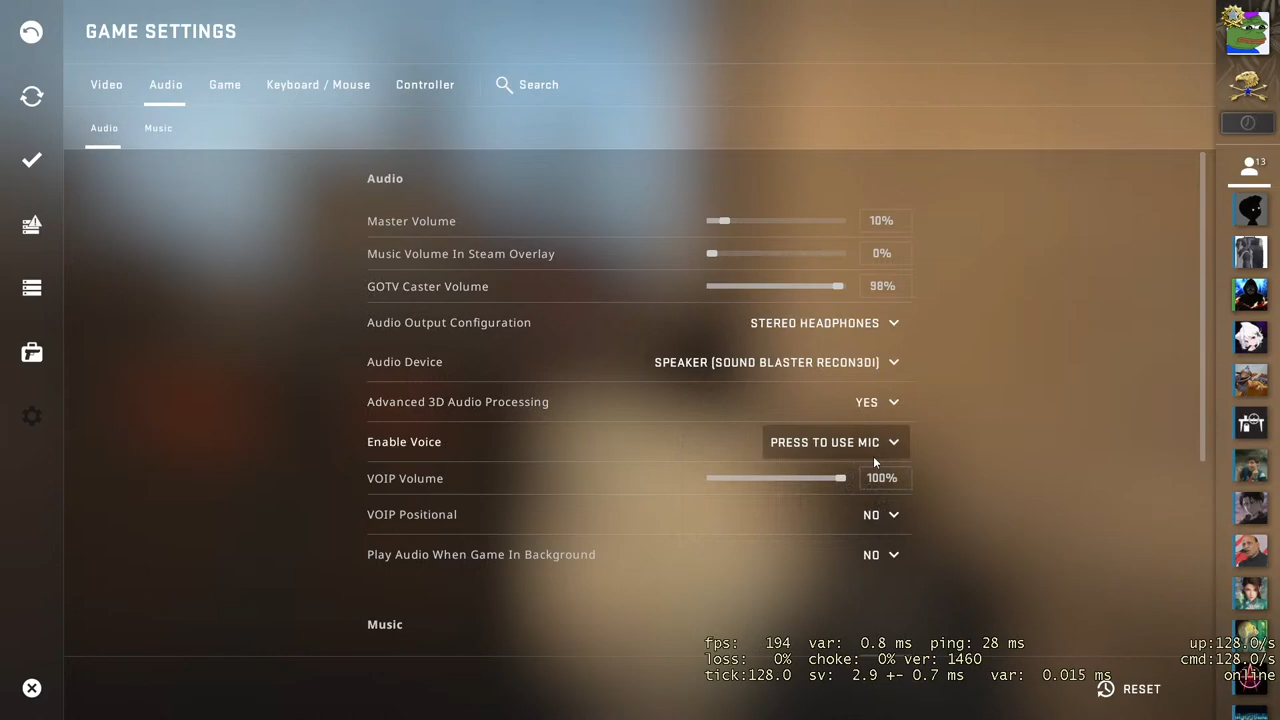 GAME SETTINGS
Video Audio Game Keyboard / Mouse Controller Search
Audio Music
13
Audio
Master Volume 10%
Music Volume In Steam Overlay 0%
GOTV Caster Volume 98%
Audio Output Configuration STEREO HEADPHONES
Audio Device SPEAKER (SOUND BLASTER RECON3DI)
Advanced 3D Audio Processing YES
Enable Voice PRESS TO USE MIC
VOIP Volume 100%
VOIP Positional NO
Play Audio When Game In Background NO
Music
fps: 194 var: 0.8 ms ping: 28 ms up:128.0/s
loss: 0% choke: 0% ver: 1460 cmd:128.0/s
tick:128.0 sv: 2.9 +- 0.7 ms var: 0.015 ms online
RESET